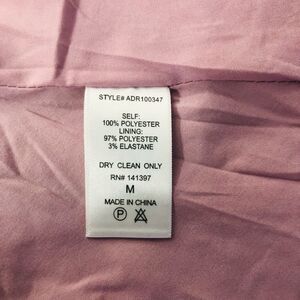 STYLE# ADR100347
SELF:
100% POLYESTER
LINING:
97% POLYESTER
3% ELASTANE
DRY CLEAN ONLY
RN# 141397
M
MADE IN CHINA
P